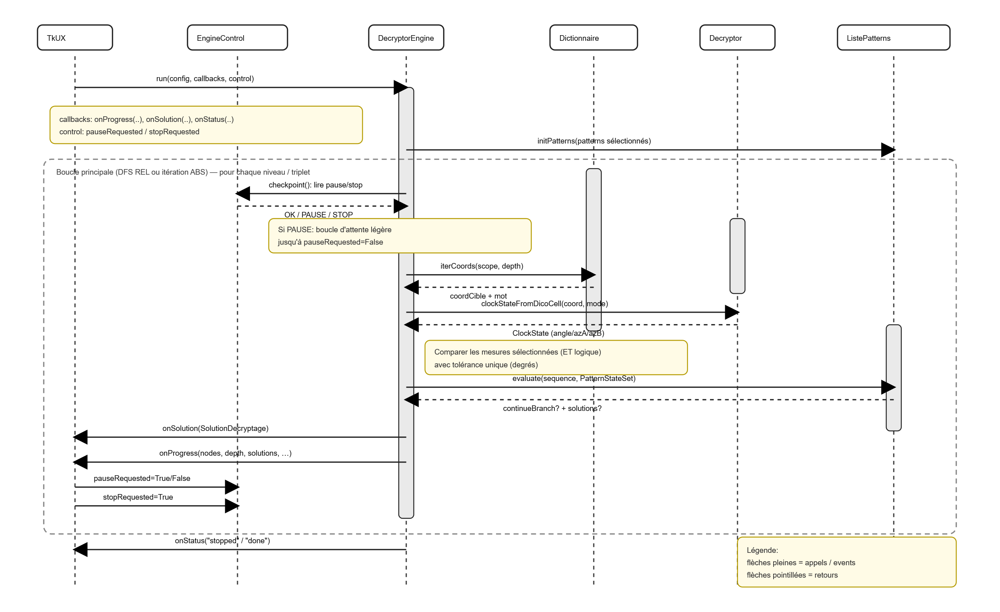 TkUX
EngineControl
DecryptorEngine
Dictionnaire
Decryptor
ListePatterns
run(config, callbacks, control)
callbacks: onProgress(..), onSolution(..), onStatus(..)
control: pauseRequested / stopRequested
initPatterns(patterns sélectionnés)
Boucle principale (DFS REL ou itération ABS) — pour chaque niveau / triplet
checkpoint(): lire pause/stop
OK / PAUSE / STOP
Si PAUSE: boucle d'attente légère
jusqu'à pauseRequested=False
iterCoords(scope, depth)
coordCible + mot
clockStateFromDicoCell(coord, mode)
ClockState (angle/azA/azB)
Comparer les mesures sélectionnées (ET logique)
avec tolérance unique (degrés)
evaluate(sequence, PatternStateSet)
continueBranch? + solutions?
onSolution(SolutionDecryptage)
onProgress(nodes, depth, solutions, …)
pauseRequested=True/False
stopRequested=True
onStatus("stopped" / "done")
Légende:
flèches pleines = appels / events
flèches pointillées = retours